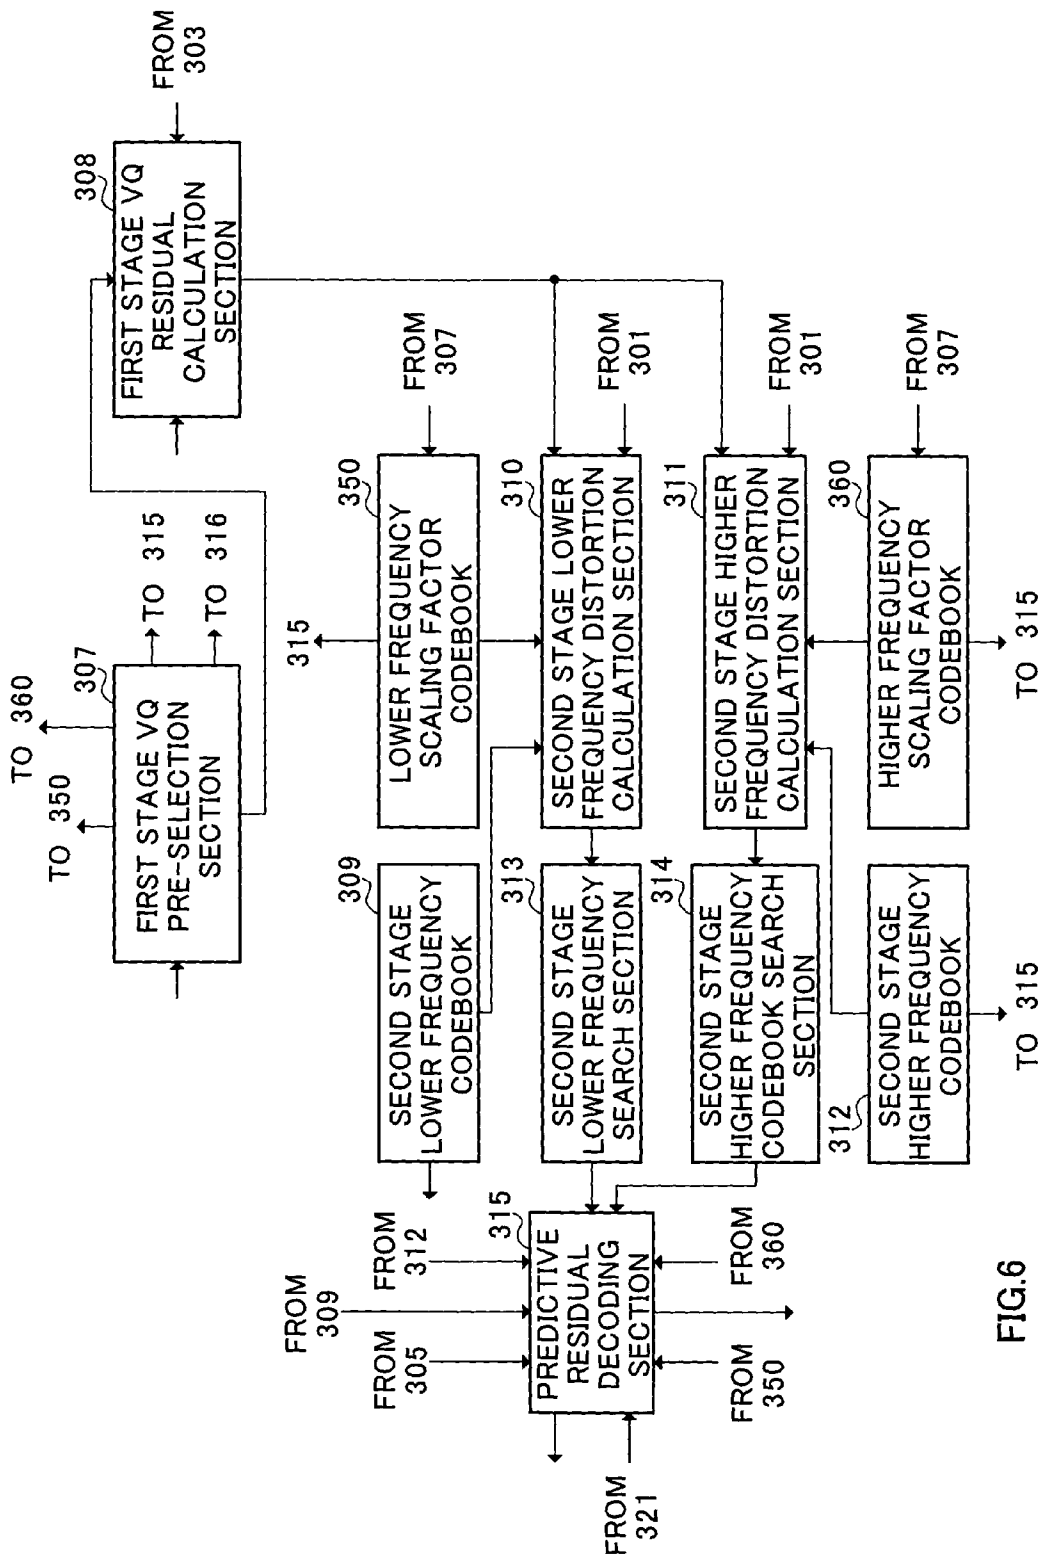 FROM
303
308
FIRST STAGE VQ
RESIDUAL
CALCULATION
SECTION
TO 315
TO 316
TO 360
TO 350
307
FIRST STAGE VQ
PRE-SELECTION
SECTION
FROM
307
FROM
301
FROM
301
FROM
307
350
LOWER FREQUENCY
SCALING FACTOR
CODEBOOK
315
310
SECOND STAGE LOWER
FREQUENCY DISTORTION
CALCULATION SECTION
311
SECOND STAGE HIGHER
FREQUENCY DISTORTION
CALCULATION SECTION
360
HIGHER FREQUENCY
SCALING FACTOR
CODEBOOK
TO 315
309
SECOND STAGE
LOWER FREQUENCY
CODEBOOK
313
SECOND STAGE
LOWER FREQUENCY
SEARCH SECTION
314
SECOND STAGE
HIGHER FREQUENCY
CODEBOOK SEARCH
SECTION
312
SECOND STAGE
HIGHER FREQUENCY
CODEBOOK
TO 315
FROM
312
FROM
309
FROM
305
315
PREDICTIVE
RESIDUAL
DECODING
SECTION
FROM
360
FROM
350
FROM
321
FIG.6